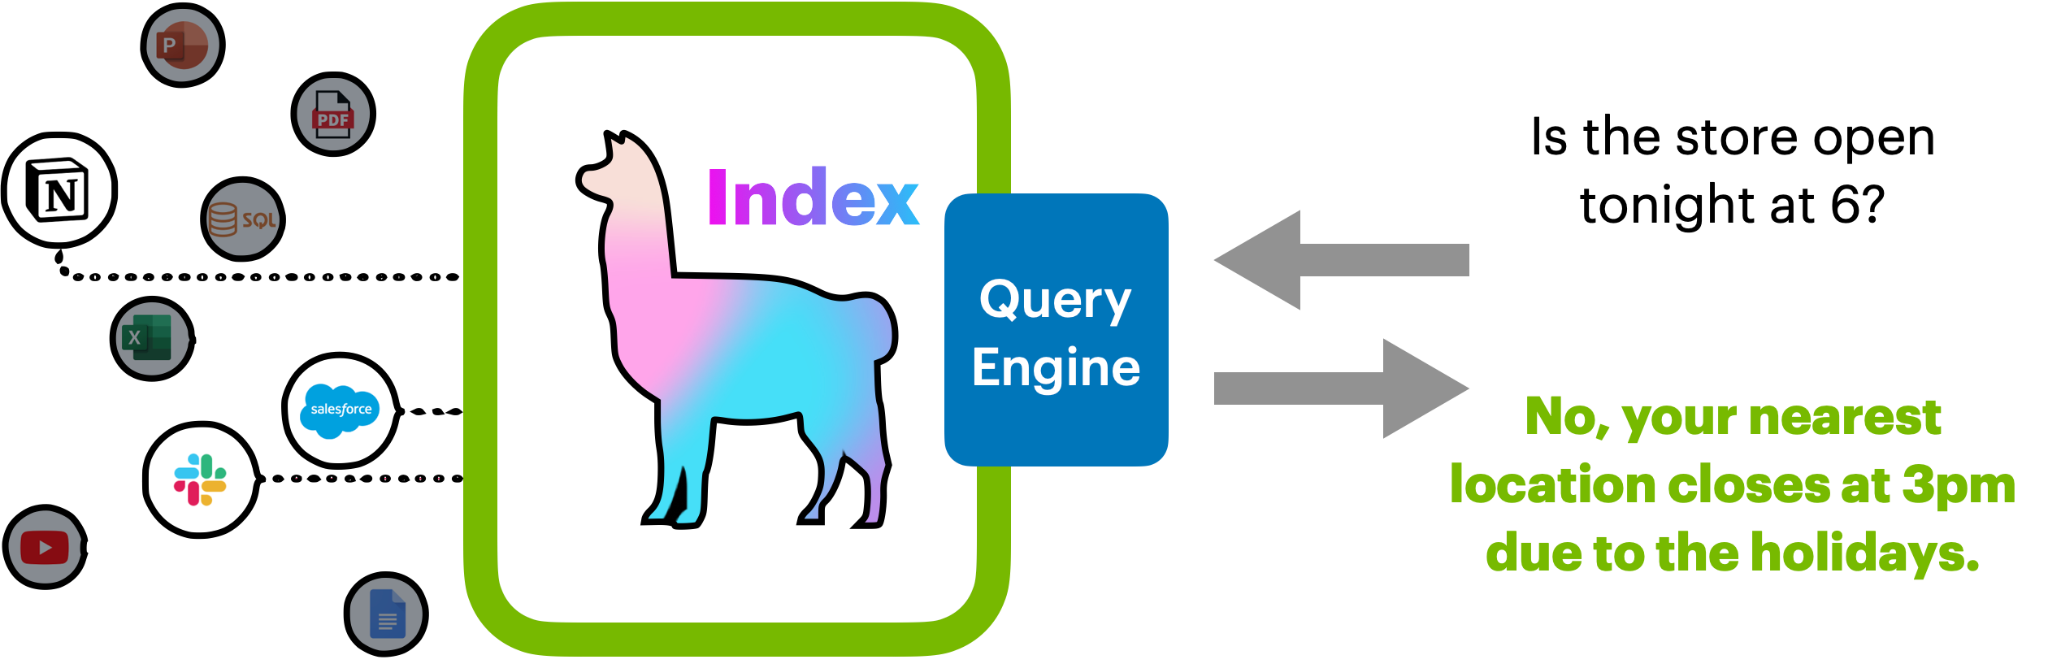 P
PDF
N
SQL
X
salesforce
Index
Query
Engine
Is the store open
tonight at 6?
No, your nearest
location closes at 3pm
due to the holidays.